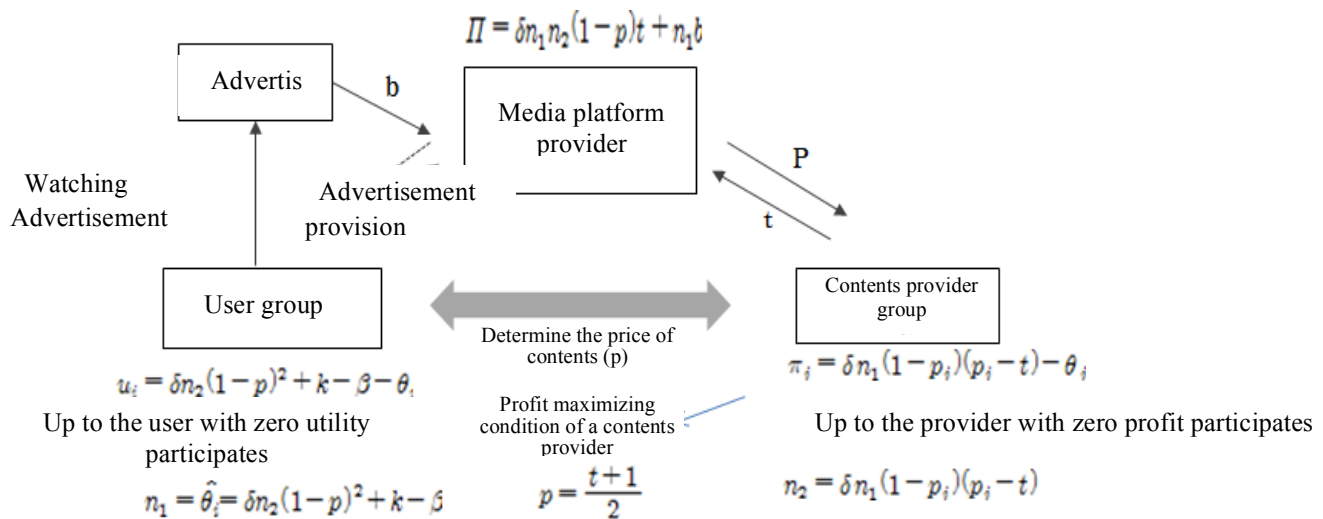 Π = δn₁n₂(1−p)t + n₁b
Advertis
b
Media platform
provider
P
t
Watching
Advertisement
Advertisement
provision
User group
Contents provider
group
Determine the price of
contents (p)
uᵢ = δn₂(1−p)² + k − β − θᵢ
πᵢ = δn₁(1−pᵢ)(pᵢ−t) − θᵢ
Up to the user with zero utility
participates
Profit maximizing
condition of a contents
provider
Up to the provider with zero profit participates
n₁ = θ̂ᵢ = δn₂(1−p)² + k − β
p = (t+1)/2
n₂ = δn₁(1−pᵢ)(pᵢ−t)